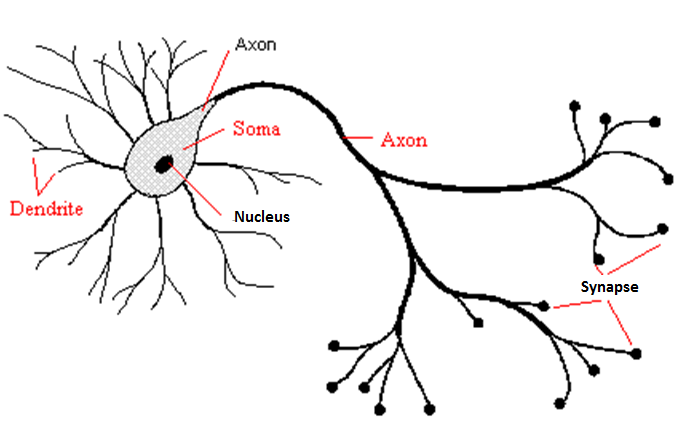 Axon
Soma
Axon
Dendrite
Nucleus
Synapse